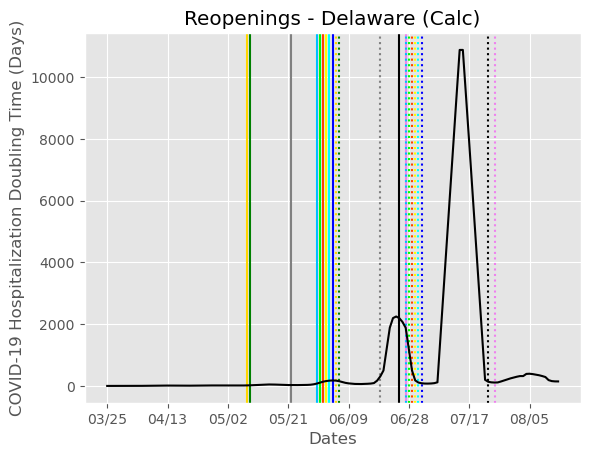 Reopenings - Delaware (Calc)
COVID-19 Hospitalization Doubling Time (Days)
10000
8000
6000
4000
2000
0
03/25 04/13 05/02 05/21 06/09 06/28 07/17 08/05
Dates